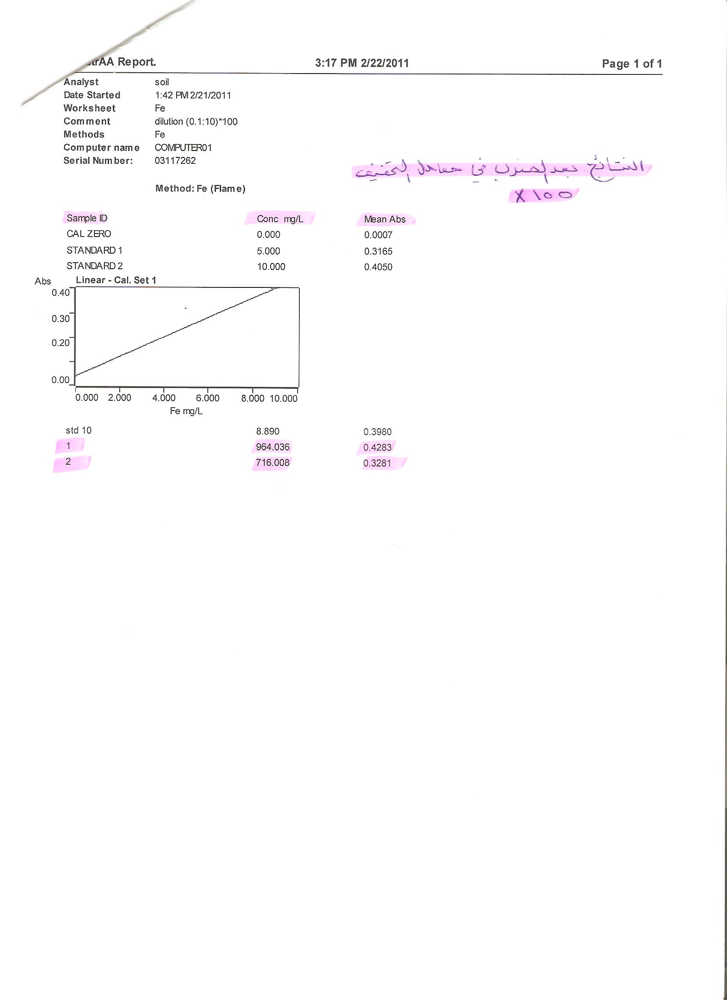 trAA Report. 3:17 PM 2/22/2011 Page 1 of 1
Analyst soil
Date Started 1:42 PM 2/21/2011
Worksheet Fe
Comment dilution (0.1:10)*100
Methods Fe
Computer name COMPUTER01
Serial Number: 03117262
النتائج بعد الضرب في معامل التخفيف
X 100
Method: Fe (Flame)
Sample ID Conc mg/L Mean Abs
CAL ZERO 0.000 0.0007
STANDARD 1 5.000 0.3165
STANDARD 2 10.000 0.4050
Abs Linear - Cal. Set 1
0.40
0.30
0.20
0.00
0.000 2.000 4.000 6.000 8.000 10.000
Fe mg/L
std 10 8.890 0.3980
1 964.036 0.4283
2 716.008 0.3281